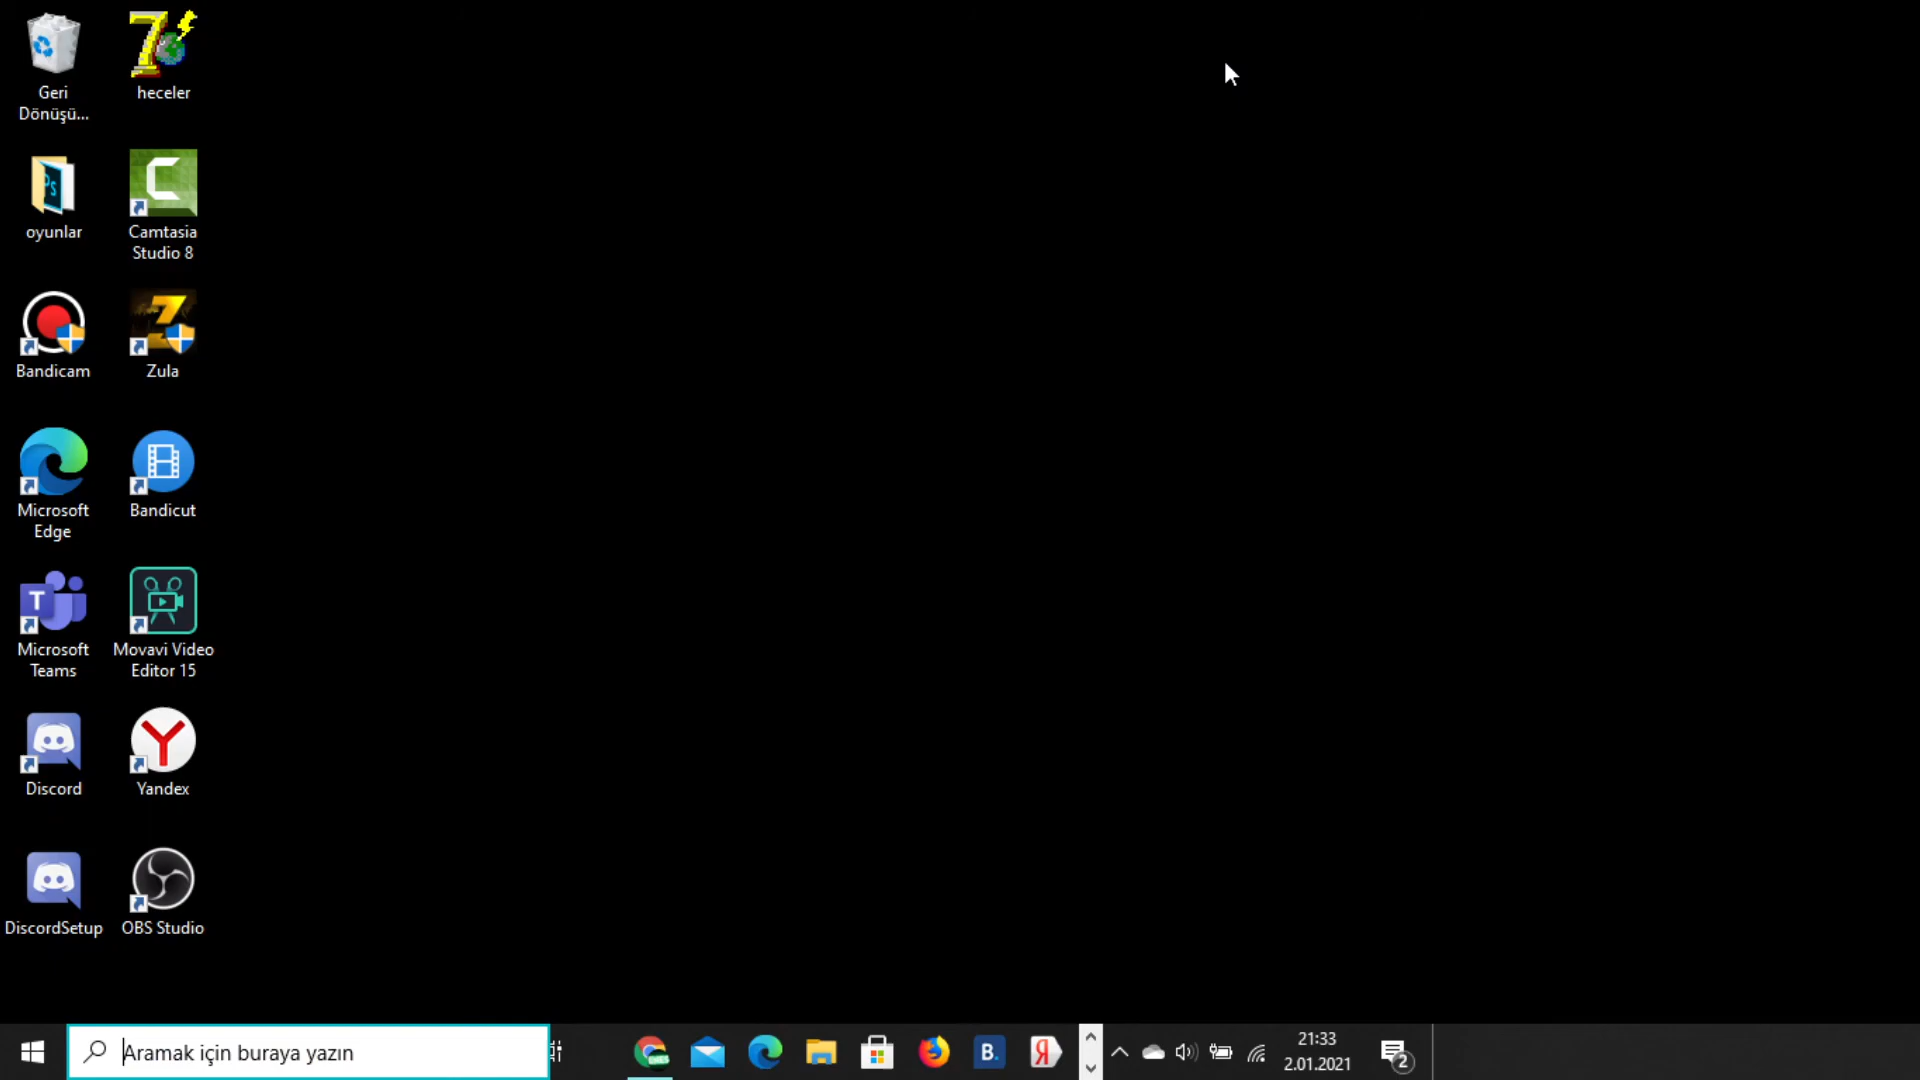 Geri
Dönüşü...
heceler
oyunlar
Camtasia
Studio 8
Bandicam
Zula
Microsoft
Edge
Bandicut
Microsoft
Teams
Movavi Video
Editor 15
Discord
Yandex
DiscordSetup
OBS Studio
Aramak için buraya yazın
21:33
2.01.2021
2